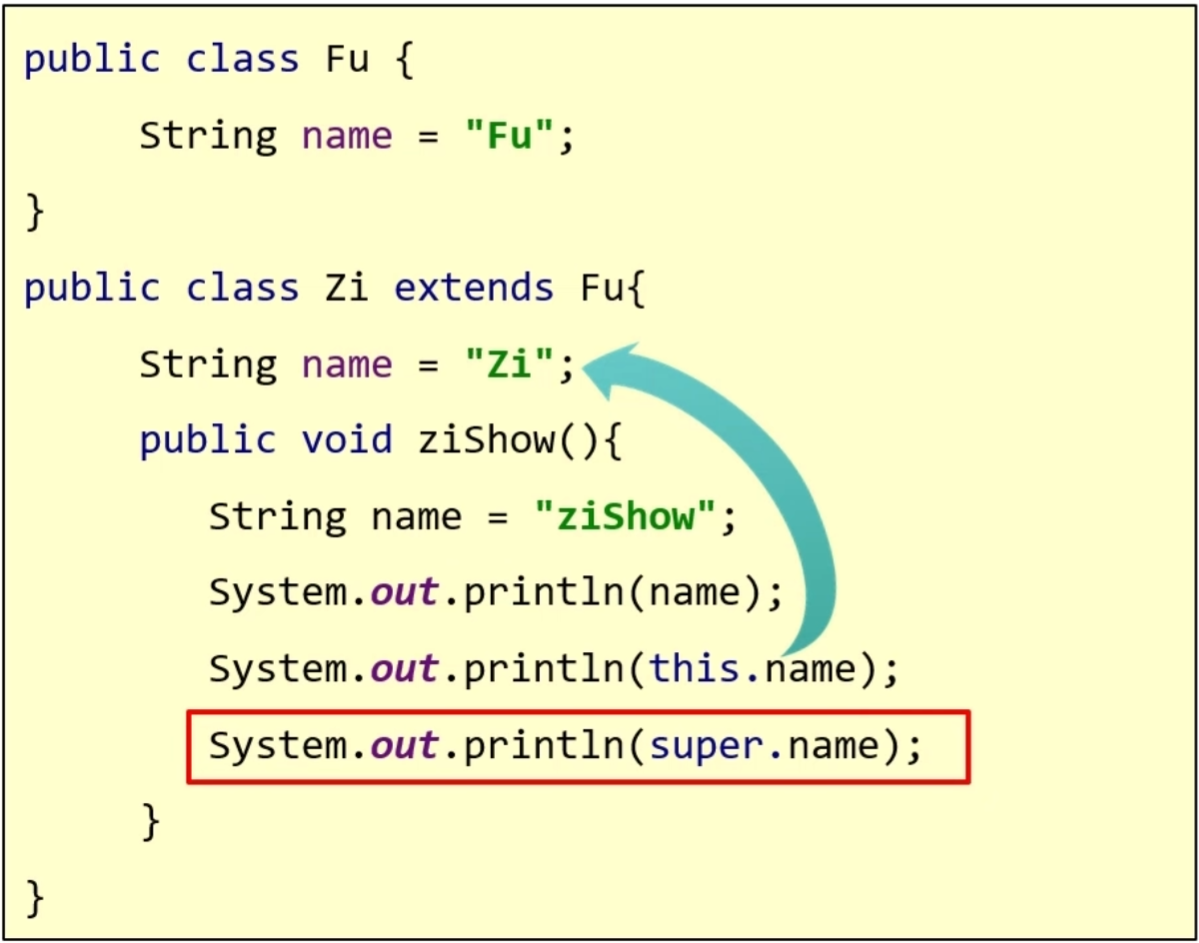 public class Fu {
String name = "Fu";
}
public class Zi extends Fu{
String name = "Zi";
public void ziShow(){
String name = "ziShow";
System.out.println(name);
System.out.println(this.name);
System.out.println(super.name);
}
}